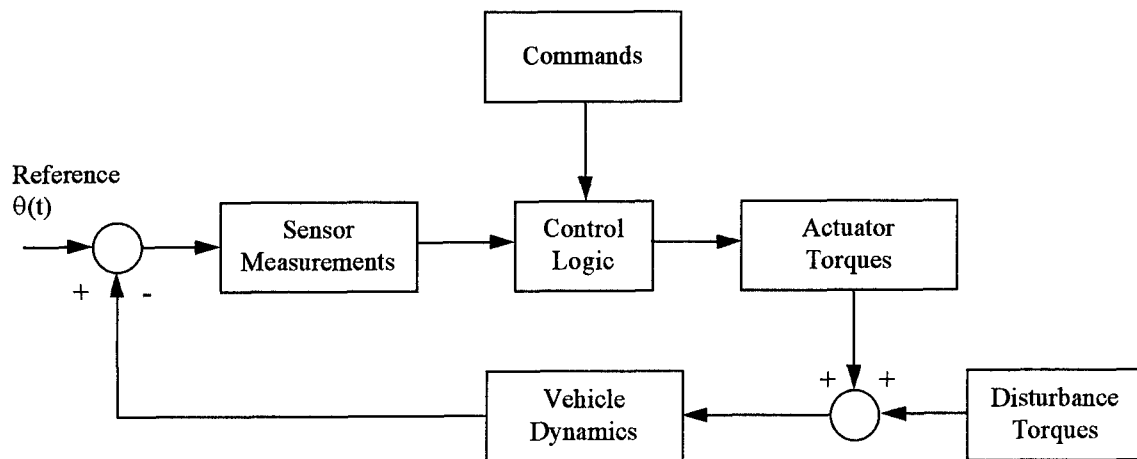 Commands
Reference
θ(t)
Sensor
Measurements
Control
Logic
Actuator
Torques
+ -
+ +
Vehicle
Dynamics
Disturbance
Torques